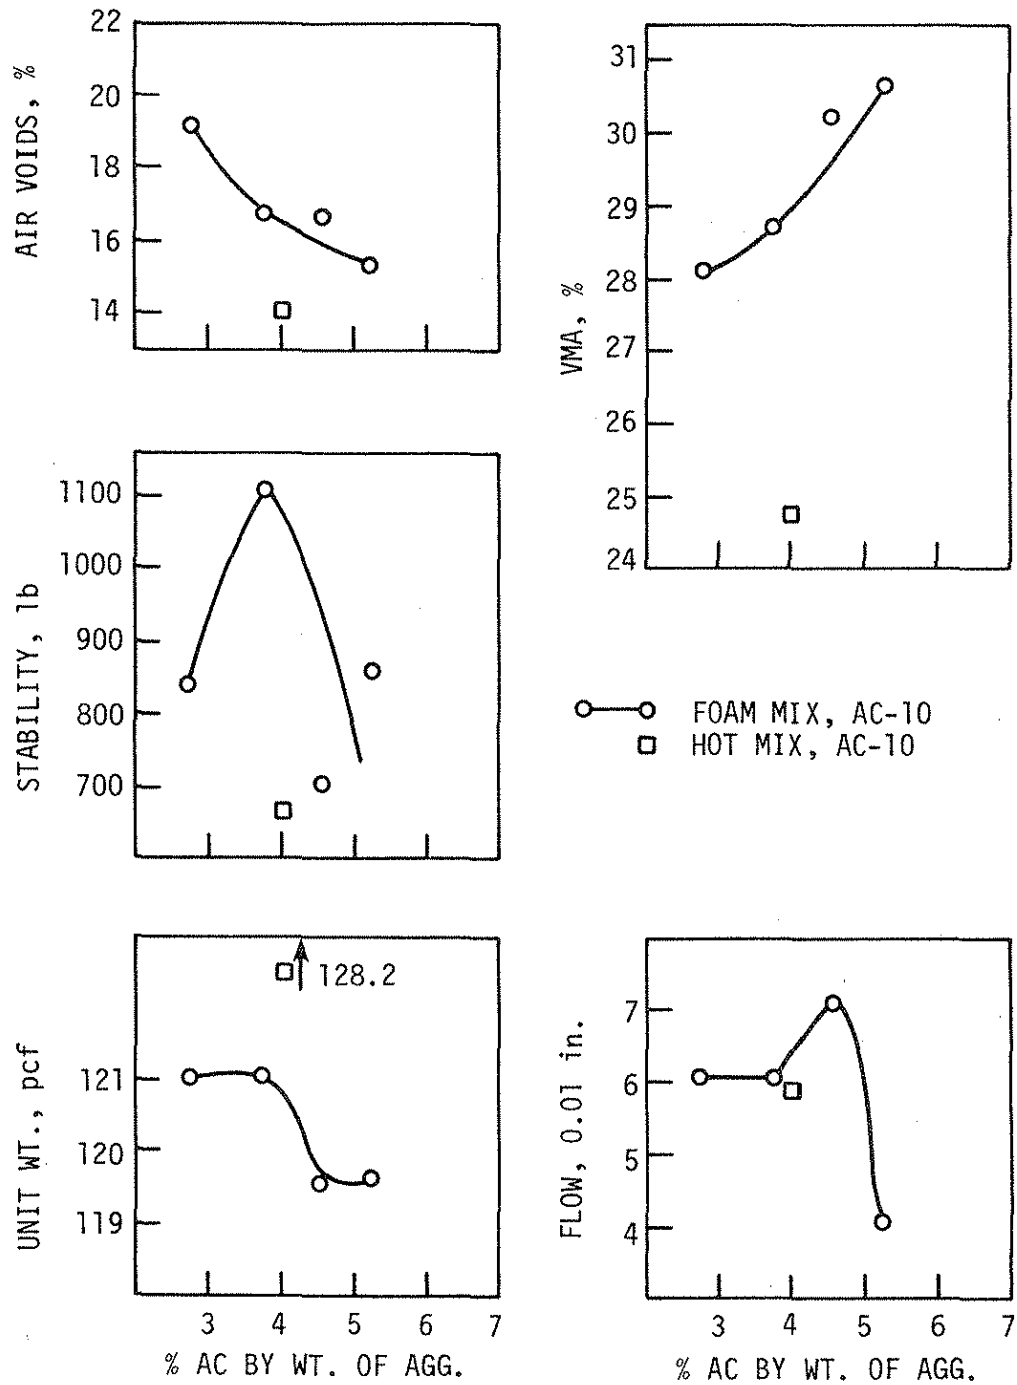 AIR VOIDS, %
22
20
18
16
14
VMA, %
31
30
29
28
27
26
25
24
STABILITY, lb
1100
1000
900
800
700
FOAM MIX, AC-10
HOT MIX, AC-10
UNIT WT., pcf
128.2
121
120
119
3 4 5 6 7
% AC BY WT. OF AGG.
FLOW, 0.01 in.
7
6
5
4
3 4 5 6 7
% AC BY WT. OF AGG.